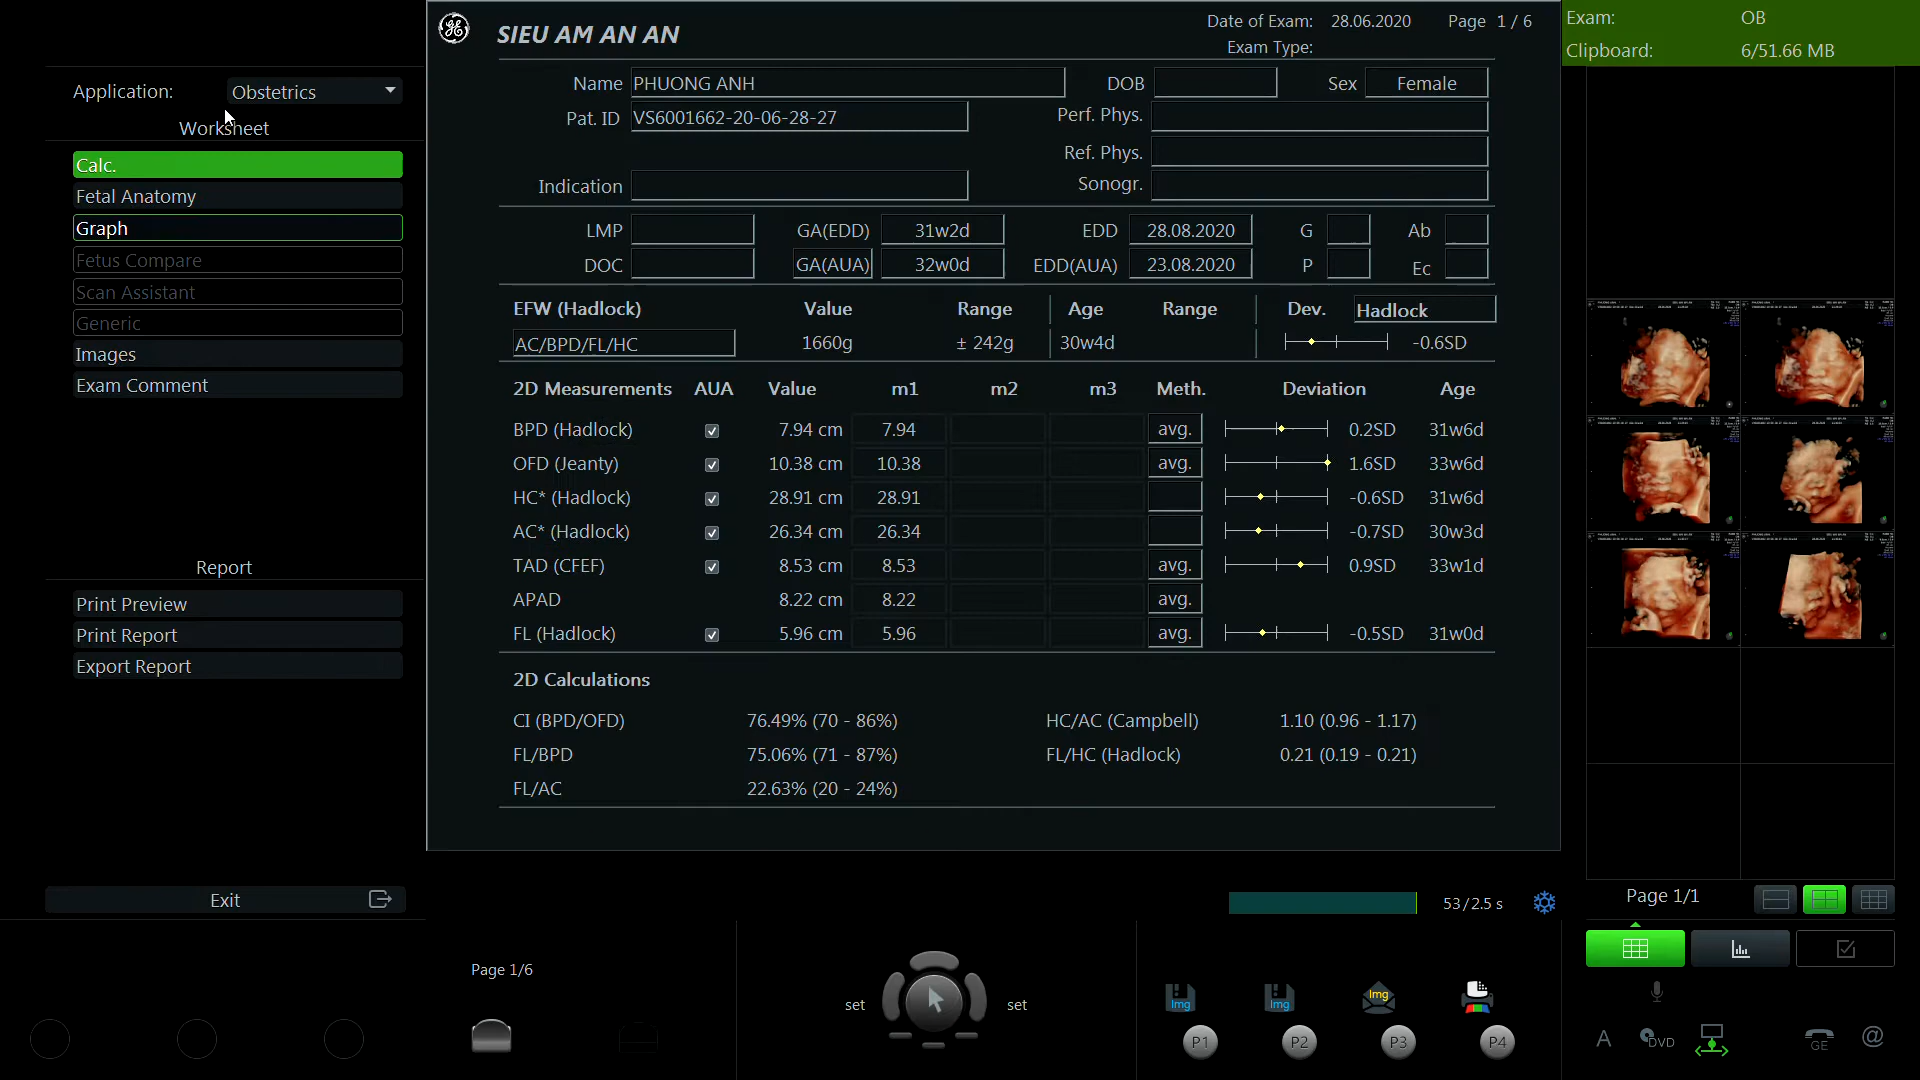 SIEU AM AN AN
Date of Exam: 28.06.2020 Page 1 / 6
Exam Type:
Exam: OB
Clipboard: 6/51.66 MB
Application: Obstetrics
Worksheet
Calc.
Fetal Anatomy
Graph
Fetus Compare
Scan Assistant
Generic
Images
Exam Comment
Report
Print Preview
Print Report
Export Report
Exit
Name PHUONG ANH DOB Sex Female
Pat. ID VS6001662-20-06-28-27 Perf. Phys.
Ref. Phys.
Indication Sonogr.
LMP GA(EDD) 31w2d EDD 28.08.2020 G Ab
DOC GA(AUA) 32w0d EDD(AUA) 23.08.2020 P Ec
EFW (Hadlock) Value Range Age Range Dev. Hadlock
AC/BPD/FL/HC 1660g ± 242g 30w4d -0.6SD
2D Measurements AUA Value m1 m2 m3 Meth. Deviation Age
BPD (Hadlock) 7.94 cm 7.94 avg. 0.2SD 31w6d
OFD (Jeanty) 10.38 cm 10.38 avg. 1.6SD 33w6d
HC* (Hadlock) 28.91 cm 28.91 -0.6SD 31w6d
AC* (Hadlock) 26.34 cm 26.34 -0.7SD 30w3d
TAD (CFEF) 8.53 cm 8.53 avg. 0.9SD 33w1d
APAD 8.22 cm 8.22 avg.
FL (Hadlock) 5.96 cm 5.96 avg. -0.5SD 31w0d
2D Calculations
CI (BPD/OFD) 76.49% (70 - 86%) HC/AC (Campbell) 1.10 (0.96 - 1.17)
FL/BPD 75.06% (71 - 87%) FL/HC (Hadlock) 0.21 (0.19 - 0.21)
FL/AC 22.63% (20 - 24%)
53/2.5 s
Page 1/1
Page 1/6
set set
Img Img Img
P1 P2 P3 P4
A DVD GE @